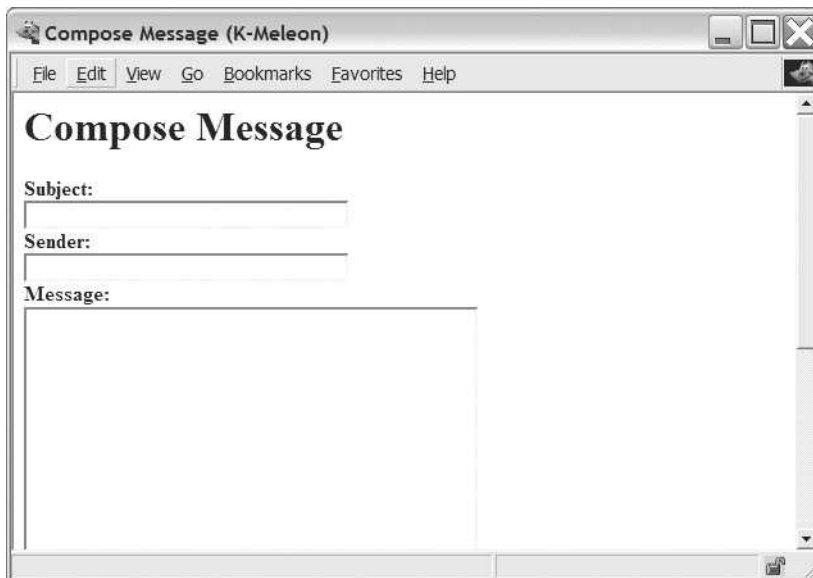 Compose Message (K-Meleon)
File Edit View Go Bookmarks Favorites Help
Compose Message
Subject:
Sender:
Message: